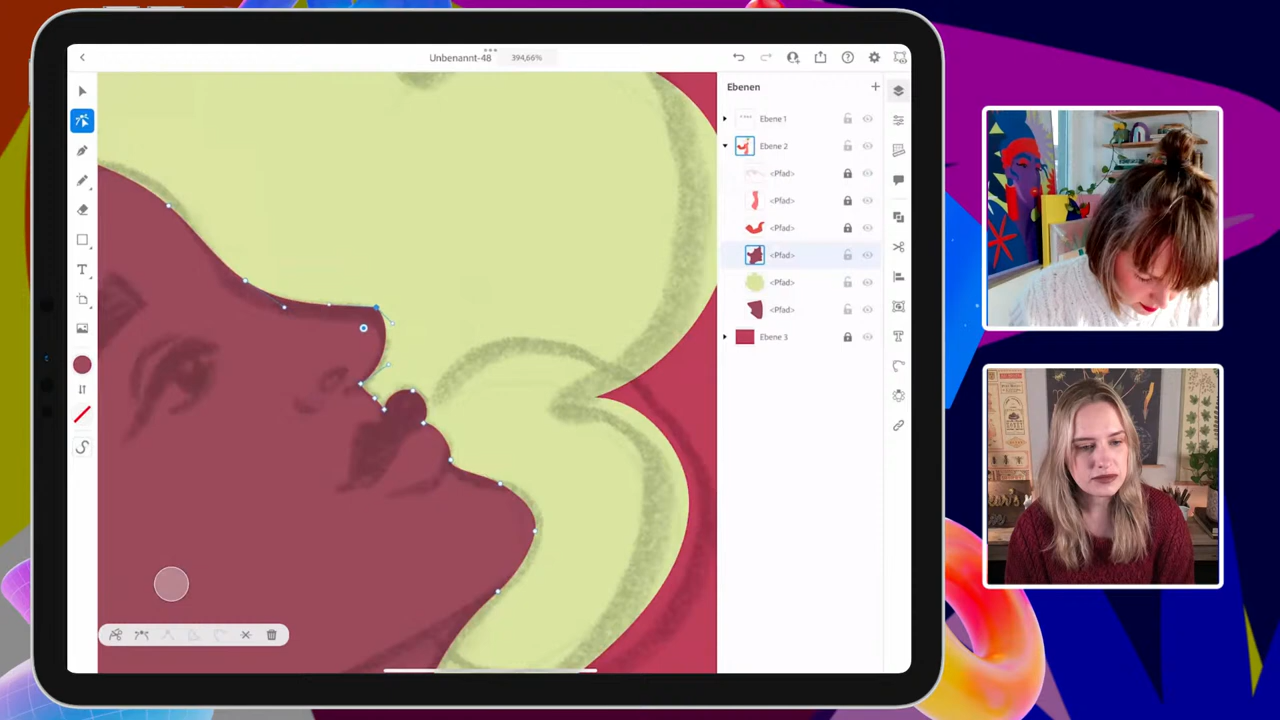 Unbenannt-48
394,66%
Ebenen
Ebene 1
Ebene 2
<Pfad>
<Pfad>
<Pfad>
<Pfad>
<Pfad>
<Pfad>
Ebene 3